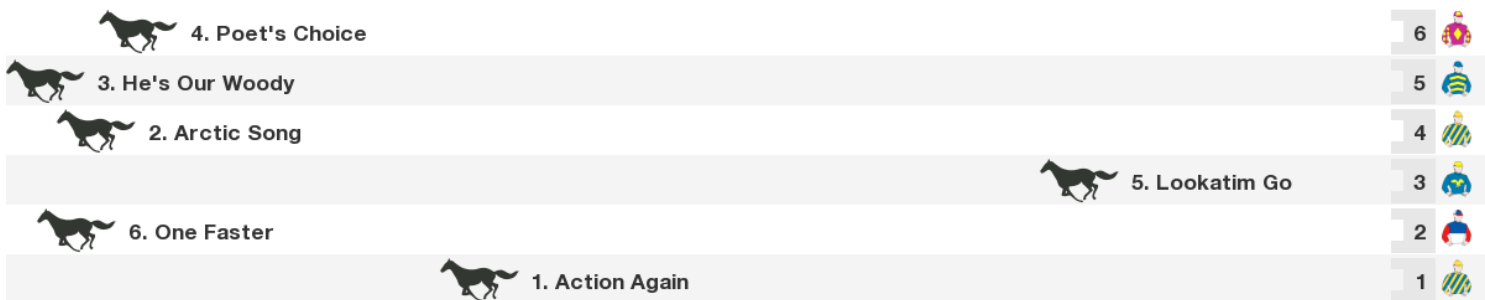 4. Poet's Choice 6
3. He's Our Woody 5
2. Arctic Song 4
5. Lookatim Go 3
6. One Faster 2
1. Action Again 1